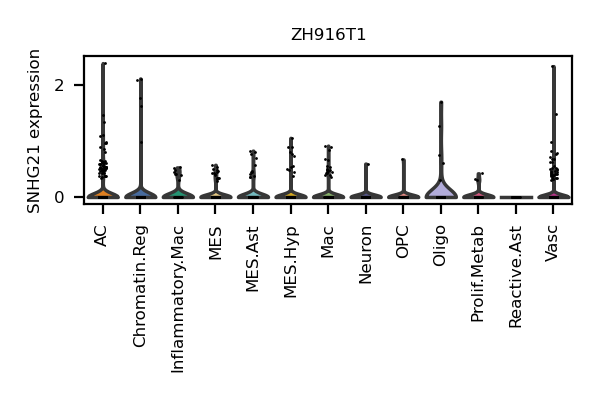 ZH916T1
SNHG21 expression
2
0
AC
Chromatin.Reg
Inflammatory.Mac
MES
MES.Ast
MES.Hyp
Mac
Neuron
OPC
Oligo
Prolif.Metab
Reactive.Ast
Vasc